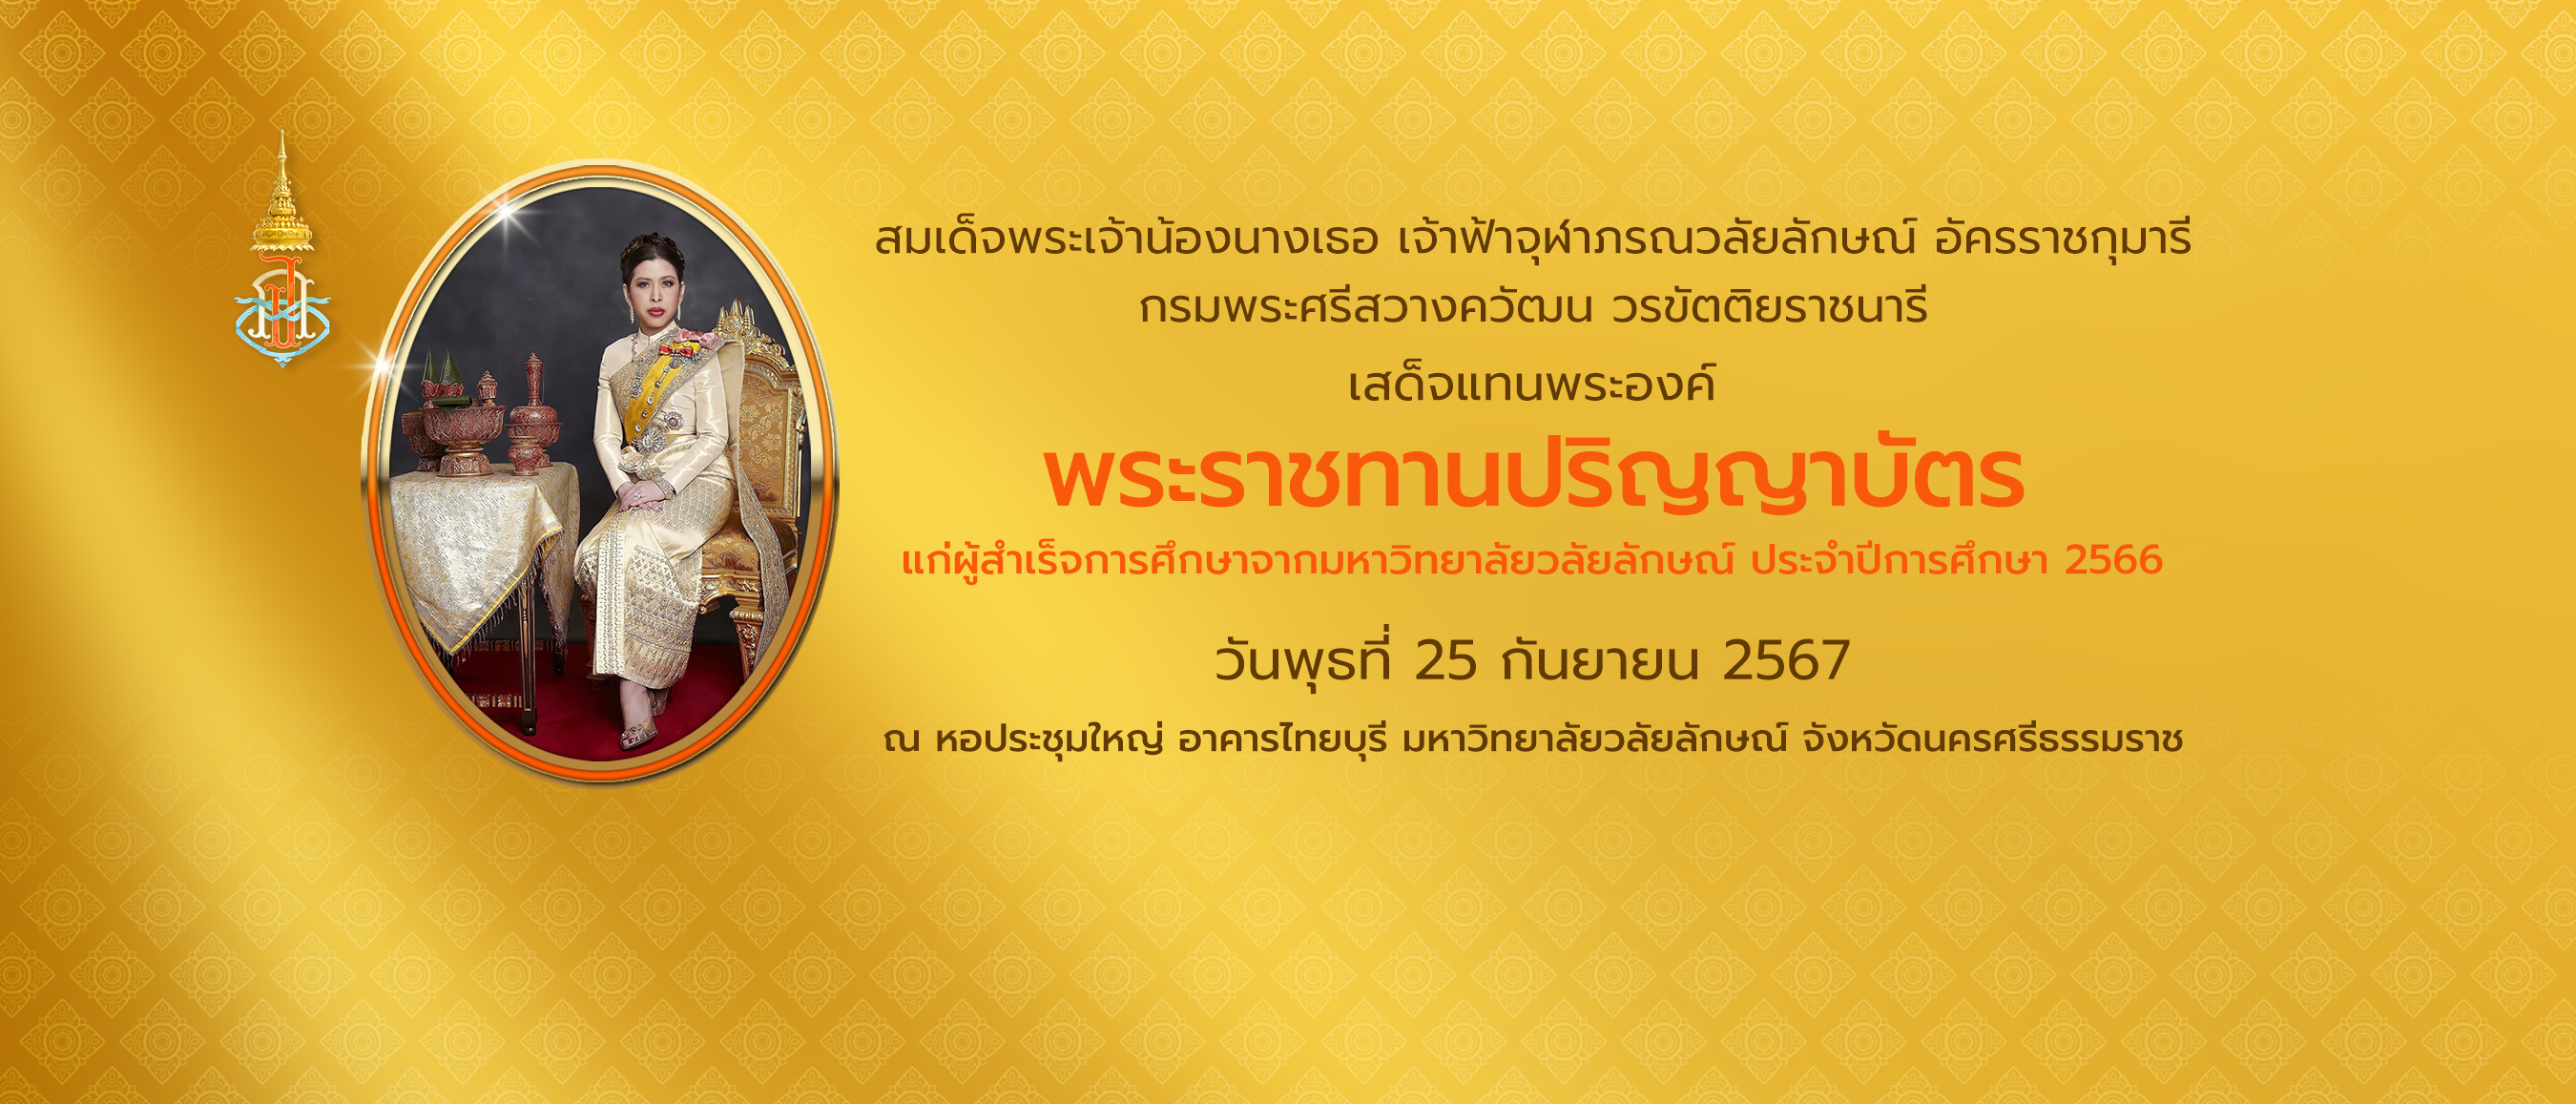 สมเด็จพระเจ้าน้องนางเธอ เจ้าฟ้าจุฬาภรณวลัยลักษณ์ อัครราชกุมารี
กรมพระศรีสวางควัฒน วรขัตติยราชนารี
เสด็จแทนพระองค์
พระราชทานปริญญาบัตร
แก่ผู้สำเร็จการศึกษาจากมหาวิทยาลัยวลัยลักษณ์ ประจำปีการศึกษา 2566
วันพุธที่ 25 กันยายน 2567
ณ หอประชุมใหญ่ อาคารไทยบุรี มหาวิทยาลัยวลัยลักษณ์ จังหวัดนครศรีธรรมราช